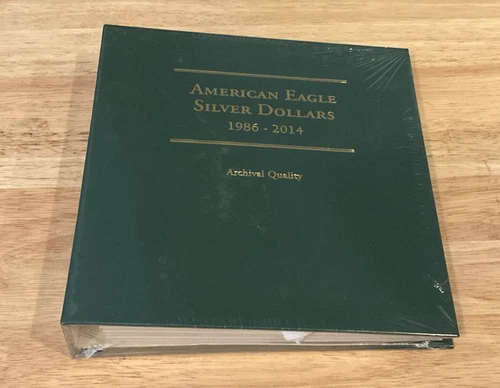 American Eagle
Silver Dollars
1986 - 2014
Archival Quality